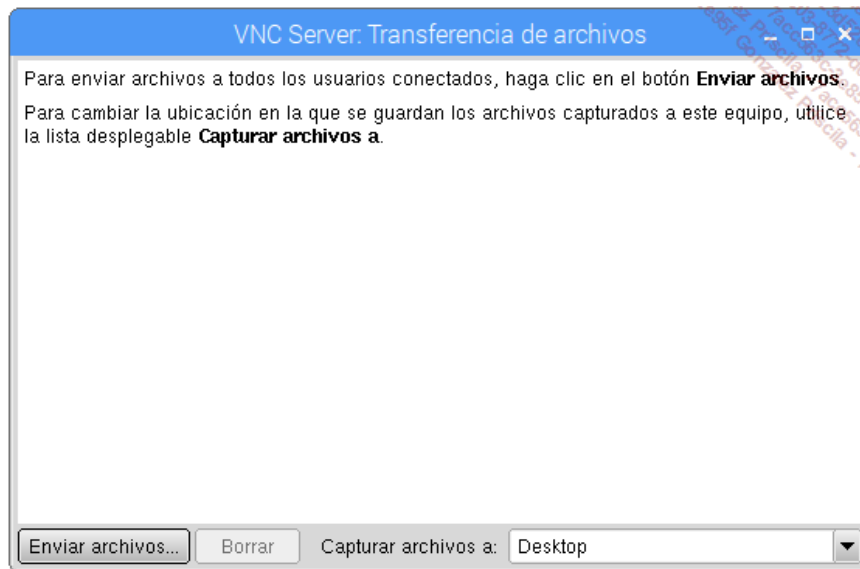 VNC Server: Transferencia de archivos
Para enviar archivos a todos los usuarios conectados, haga clic en el botón Enviar archivos.
Para cambiar la ubicación en la que se guardan los archivos capturados a este equipo, utilice
la lista desplegable Capturar archivos a.
Enviar archivos... Borrar Capturar archivos a: Desktop